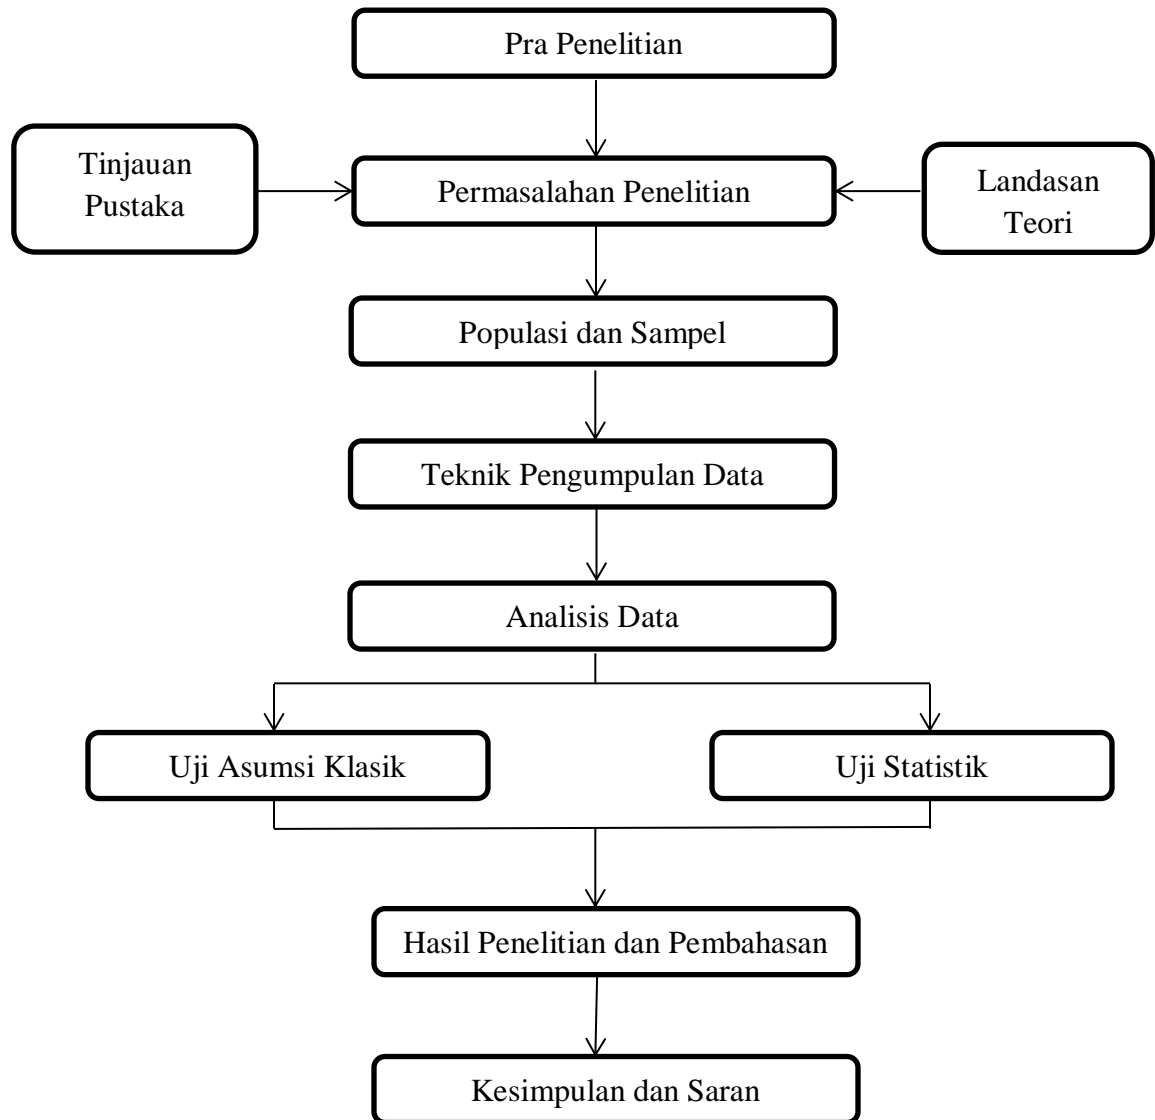 Pra Penelitian
Tinjauan
Pustaka
Permasalahan Penelitian
Landasan
Teori
Populasi dan Sampel
Teknik Pengumpulan Data
Analisis Data
Uji Asumsi Klasik
Uji Statistik
Hasil Penelitian dan Pembahasan
Kesimpulan dan Saran